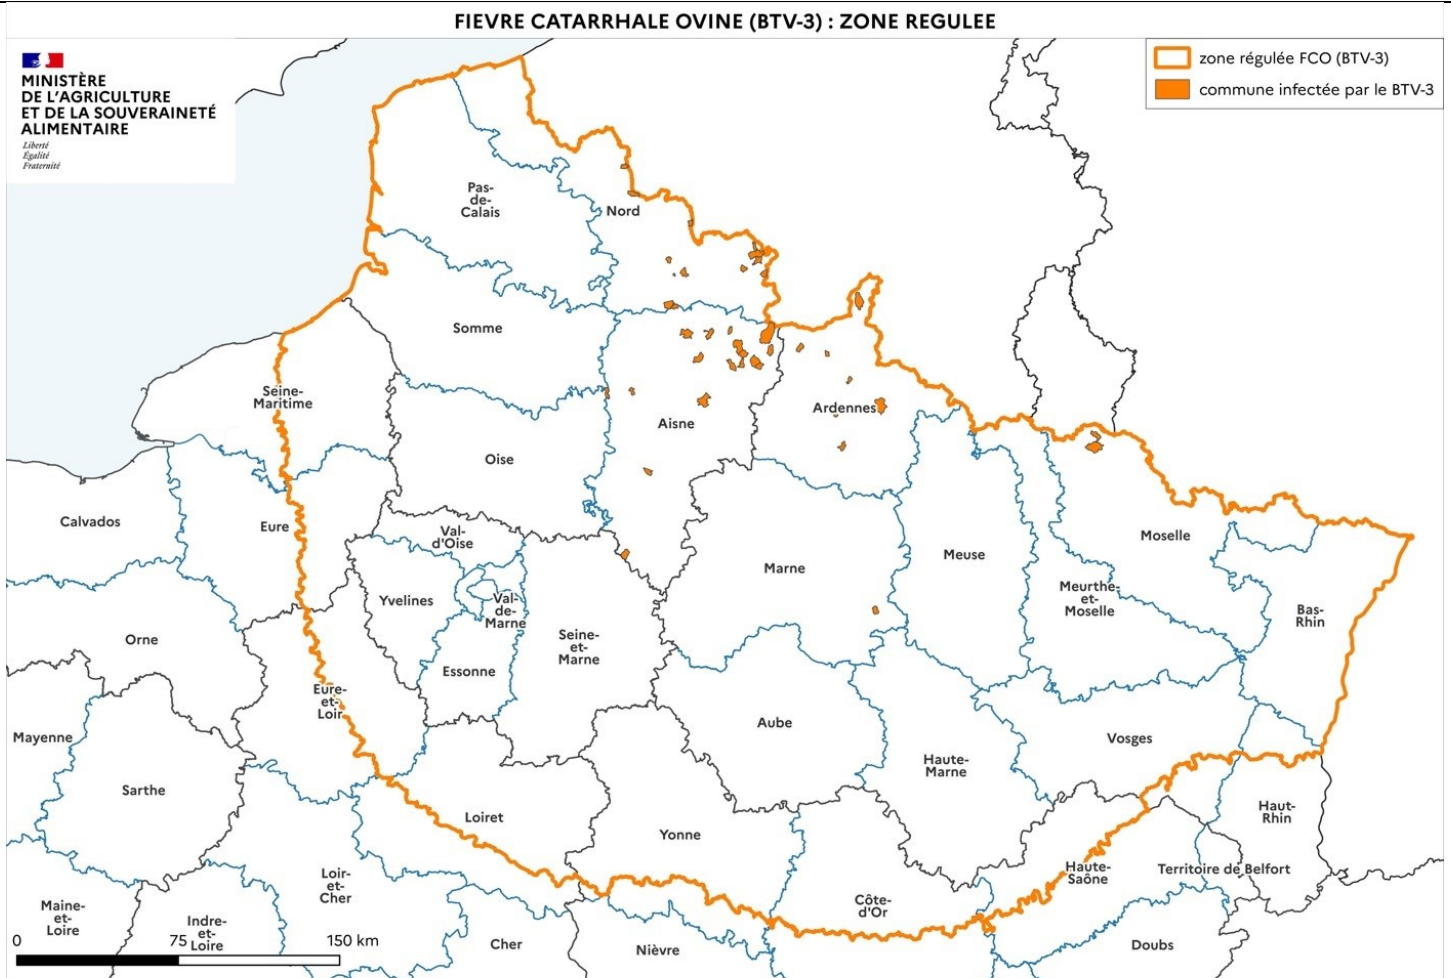 FIEVRE CATARRHALE OVINE (BTV-3) : ZONE REGULEE
MINISTÈRE
DE L'AGRICULTURE
ET DE LA SOUVERAINETÉ
ALIMENTAIRE
Liberté
Égalité
Fraternité
zone régulée FCO (BTV-3)
commune infectée par le BTV-3
Pas-
de-
Calais
Nord
Somme
Seine-
Maritime
Aisne
Ardennes
Oise
Calvados
Eure
Val-
d'Oise
Moselle
Meuse
Marne
Yvelines
Val-
de-
Marne
Meurthe-
et-
Moselle
Bas-
Rhin
Orne
Seine-
et-
Marne
Essonne
Eure-
et-
Loir
Aube
Mayenne
Vosges
Haute-
Marne
Sarthe
Loiret
Haut-
Rhin
Yonne
Loir-
et-
Cher
Haute-
Saône
Territoire de Belfort
Maine-
et-
Loire
Indre-
et-
Loire
Côte-
d'Or
Cher
Nièvre
Doubs
0 75 150 km